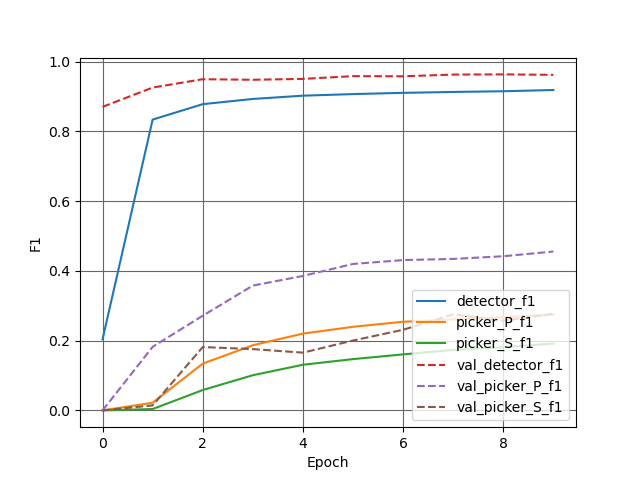 1.0
0.8
0.6
0.4
0.2
0.0
F1
0 2 4 6 8
Epoch
detector_f1
picker_P_f1
picker_S_f1
val_detector_f1
val_picker_P_f1
val_picker_S_f1